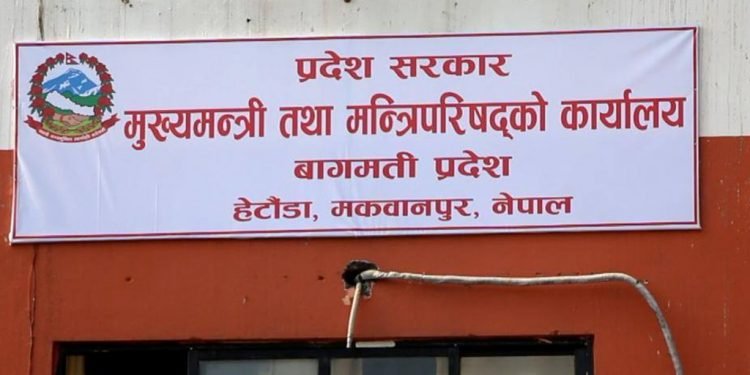 प्रदेश सरकार
मुख्यमन्त्री तथा मन्त्रिपरिषद्को कार्यालय
बागमती प्रदेश
हेटौंडा, मकवानपुर, नेपाल